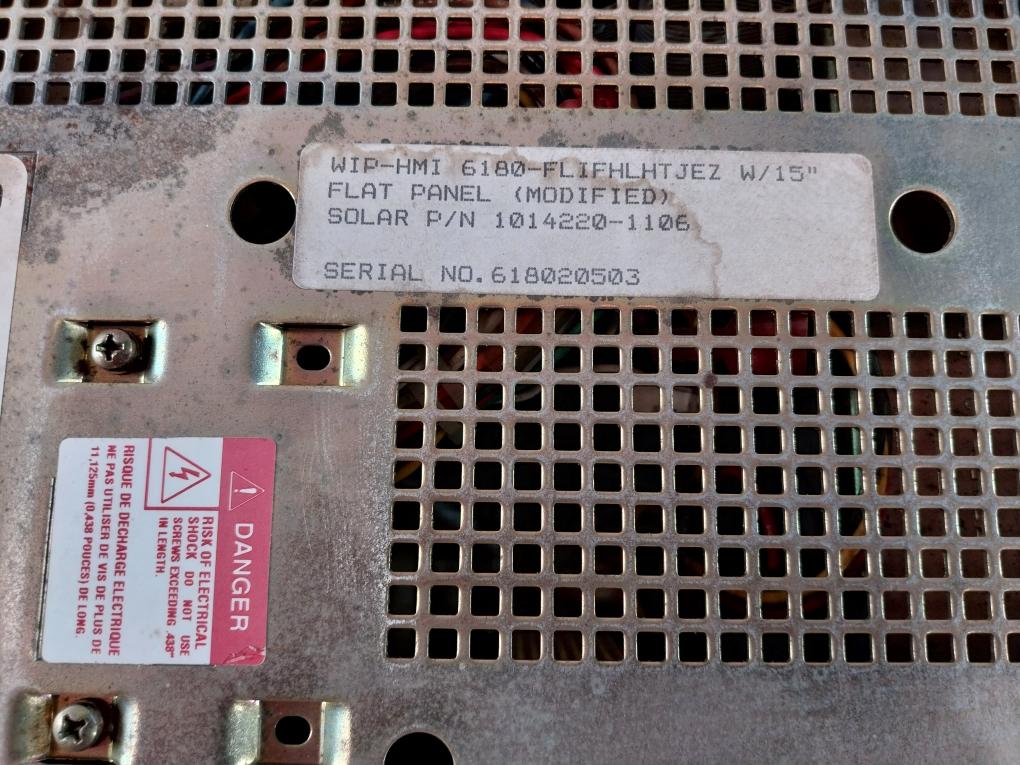 WIP-HMI 6180-FLIFHLHTJEZ W/15"
FLAT PANEL (MODIFIED)
SOLAR P/N 1014220-1106
SERIAL NO.618020503
DANGER
RISK OF ELECTRICAL
SHOCK DO NOT USE
SCREWS EXCEEDING .438"
IN LENGTH.
RISQUE DE DECHARGE ELECTRIQUE
NE PAS UTILISER DE VIS DE PLUS DE
11,125mm (0,438 POUCES) DE LONG.